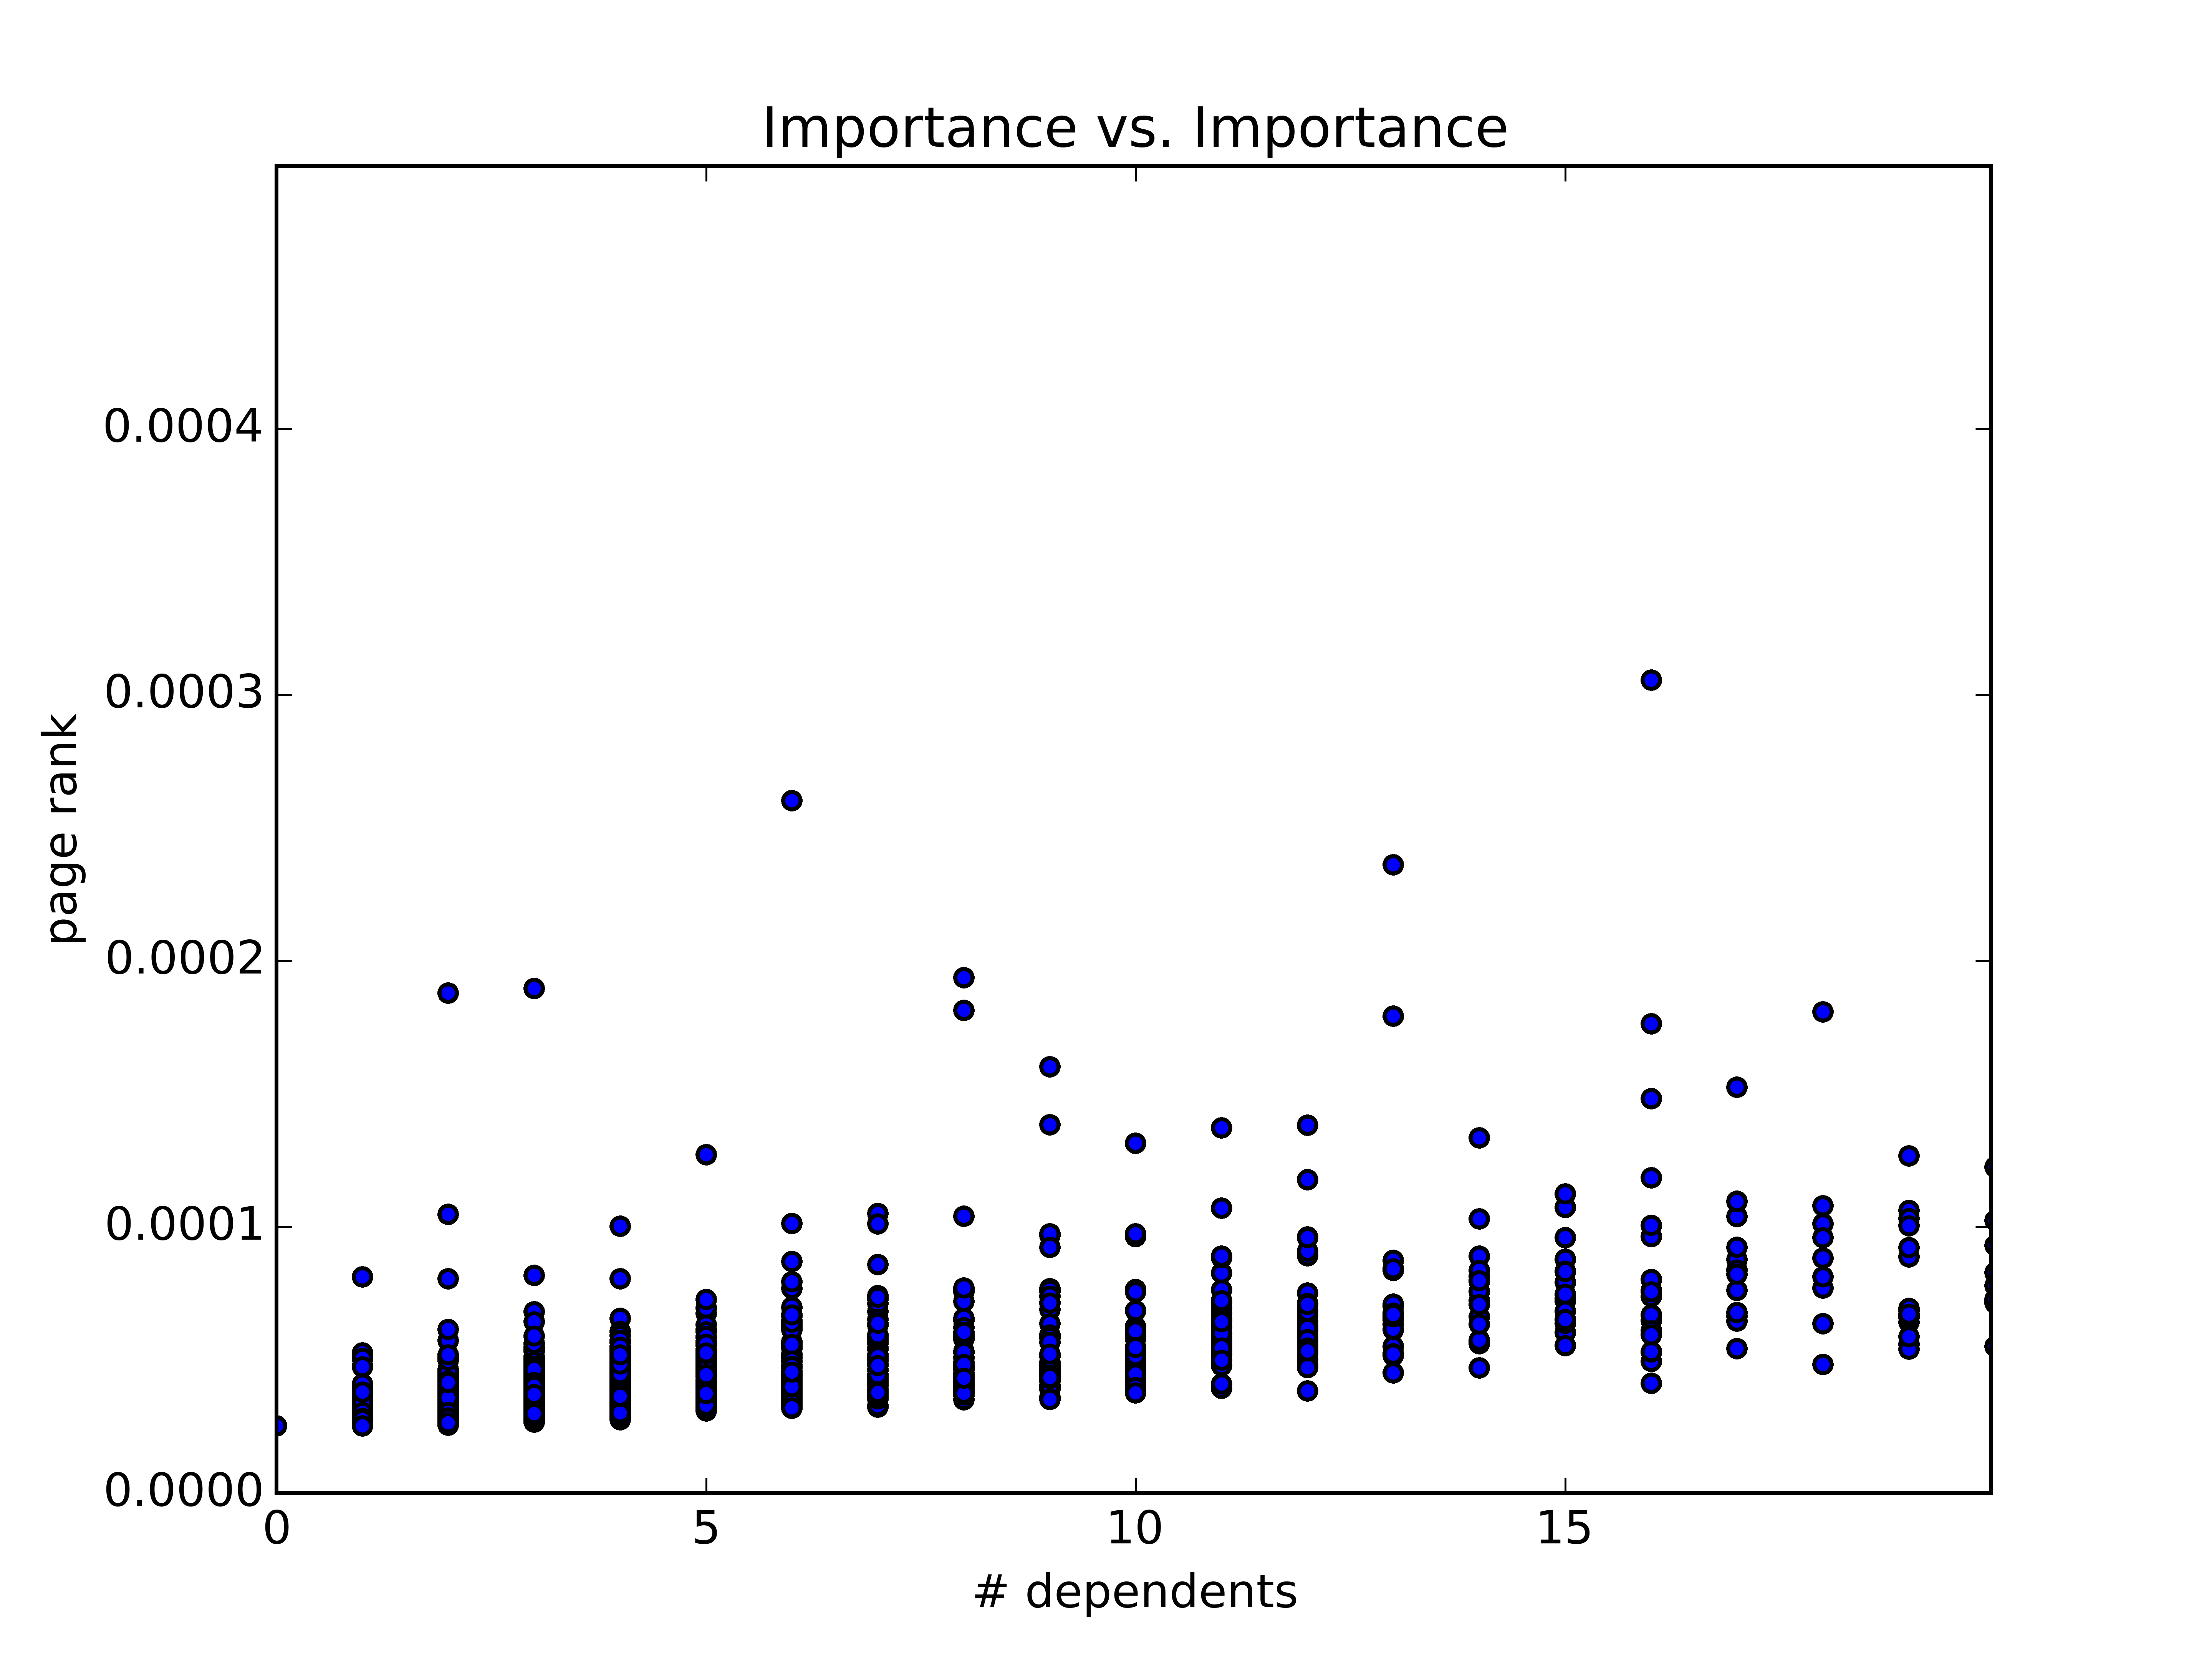 Importance vs. Importance
0.0004
0.0003
0.0002
0.0001
0.0000
page rank
0 5 10 15
# dependents